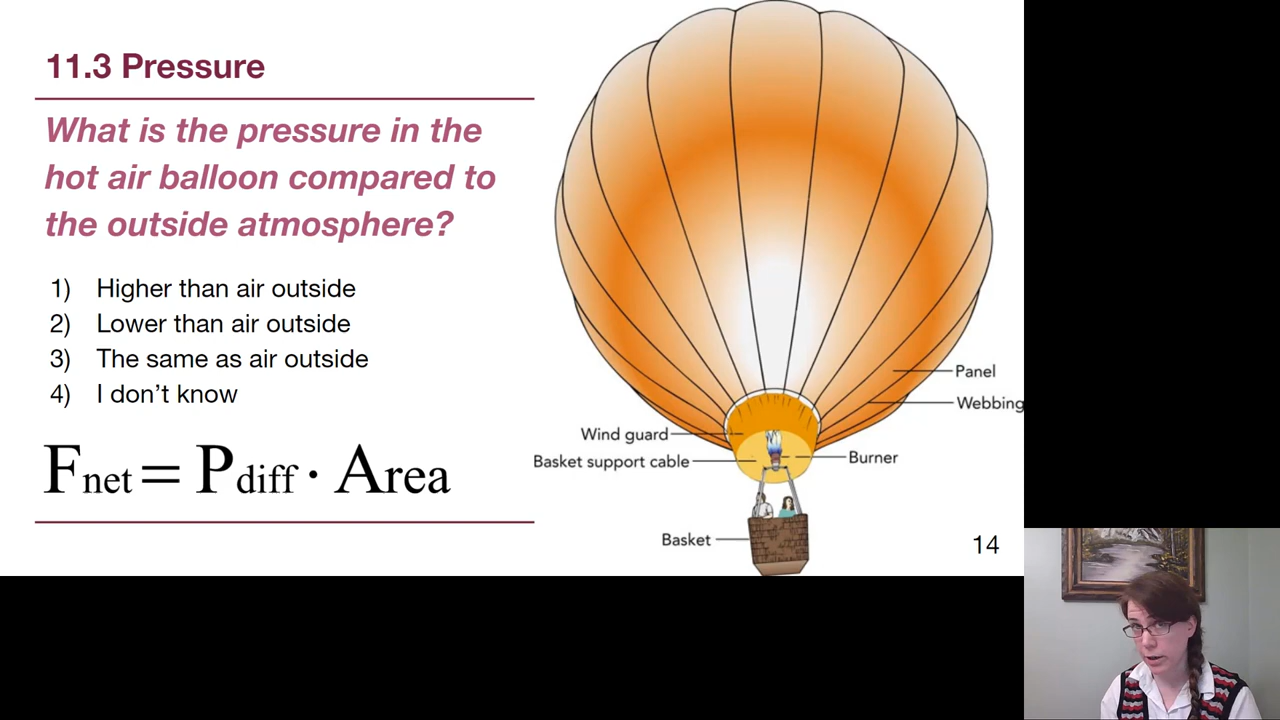 11.3 Pressure
What is the pressure in the
hot air balloon compared to
the outside atmosphere?
1) Higher than air outside
2) Lower than air outside
3) The same as air outside
4) I don’t know
Fnet = Pdiff · Area
Panel
Webbing
Wind guard
Basket support cable
Burner
Basket
14